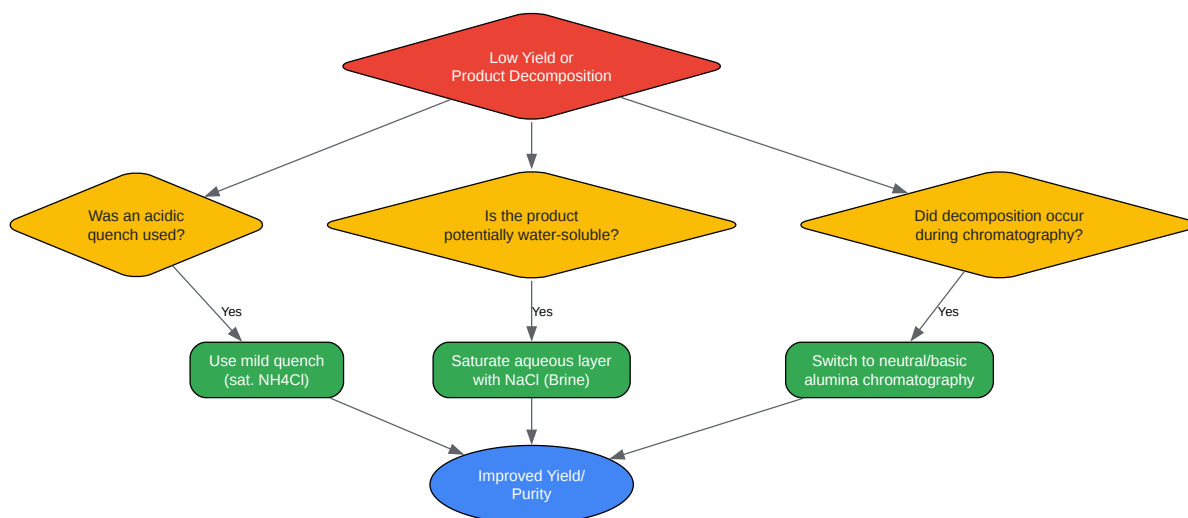 Low Yield or
Product Decomposition
Was an acidic
quench used?
Is the product
potentially water-soluble?
Did decomposition occur
during chromatography?
Yes
Yes
Yes
Use mild quench
(sat. NH4Cl)
Saturate aqueous layer
with NaCl (Brine)
Switch to neutral/basic
alumina chromatography
Improved Yield/
Purity